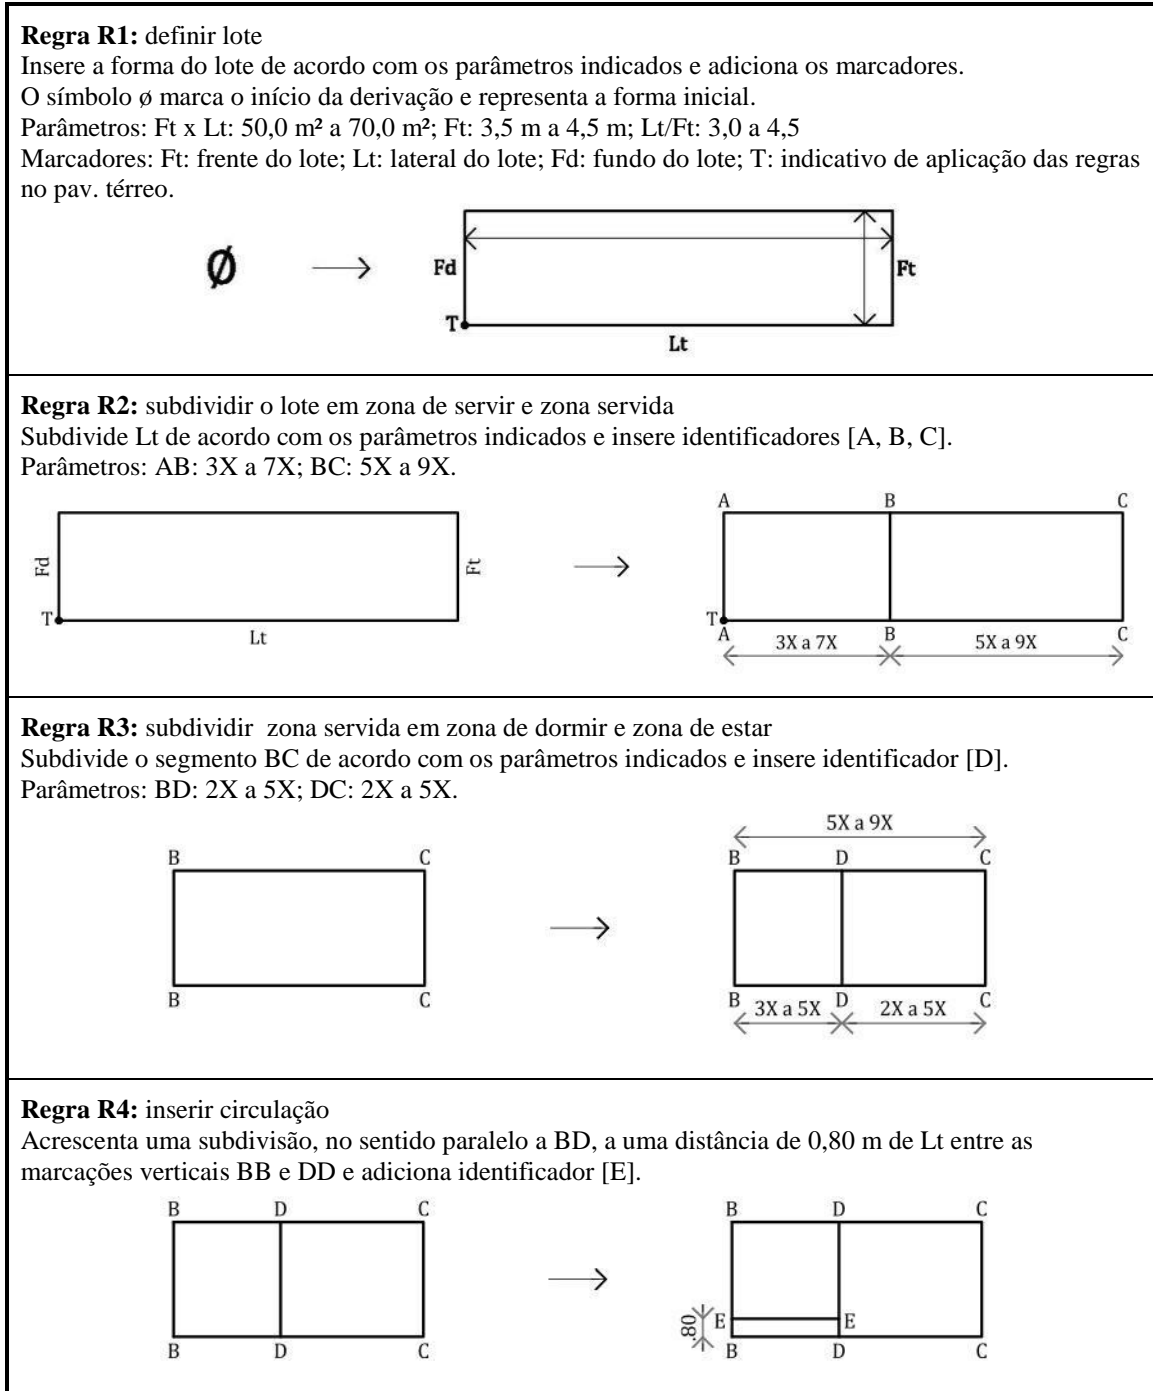 Regra R1: definir lote
Insere a forma do lote de acordo com os parâmetros indicados e adiciona os marcadores.
O símbolo ø marca o início da derivação e representa a forma inicial.
Parâmetros: Ft x Lt: 50,0 m² a 70,0 m²; Ft: 3,5 m a 4,5 m; Lt/Ft: 3,0 a 4,5
Marcadores: Ft: frente do lote; Lt: lateral do lote; Fd: fundo do lote; T: indicativo de aplicação das regras
no pav. térreo.
Ø
Fd
Ft
T
Lt
Regra R2: subdividir o lote em zona de servir e zona servida
Subdivide Lt de acordo com os parâmetros indicados e insere identificadores [A, B, C].
Parâmetros: AB: 3X a 7X; BC: 5X a 9X.
Fd
Ft
T
Lt
A B C
T
A B C
3X a 7X 5X a 9X
Regra R3: subdividir zona servida em zona de dormir e zona de estar
Subdivide o segmento BC de acordo com os parâmetros indicados e insere identificador [D].
Parâmetros: BD: 2X a 5X; DC: 2X a 5X.
B C
B C
5X a 9X
B D C
B D C
3X a 5X 2X a 5X
Regra R4: inserir circulação
Acrescenta uma subdivisão, no sentido paralelo a BD, a uma distância de 0,80 m de Lt entre as
marcações verticais BB e DD e adiciona identificador [E].
B D C
B D C
B D C
.80 E E
B D C